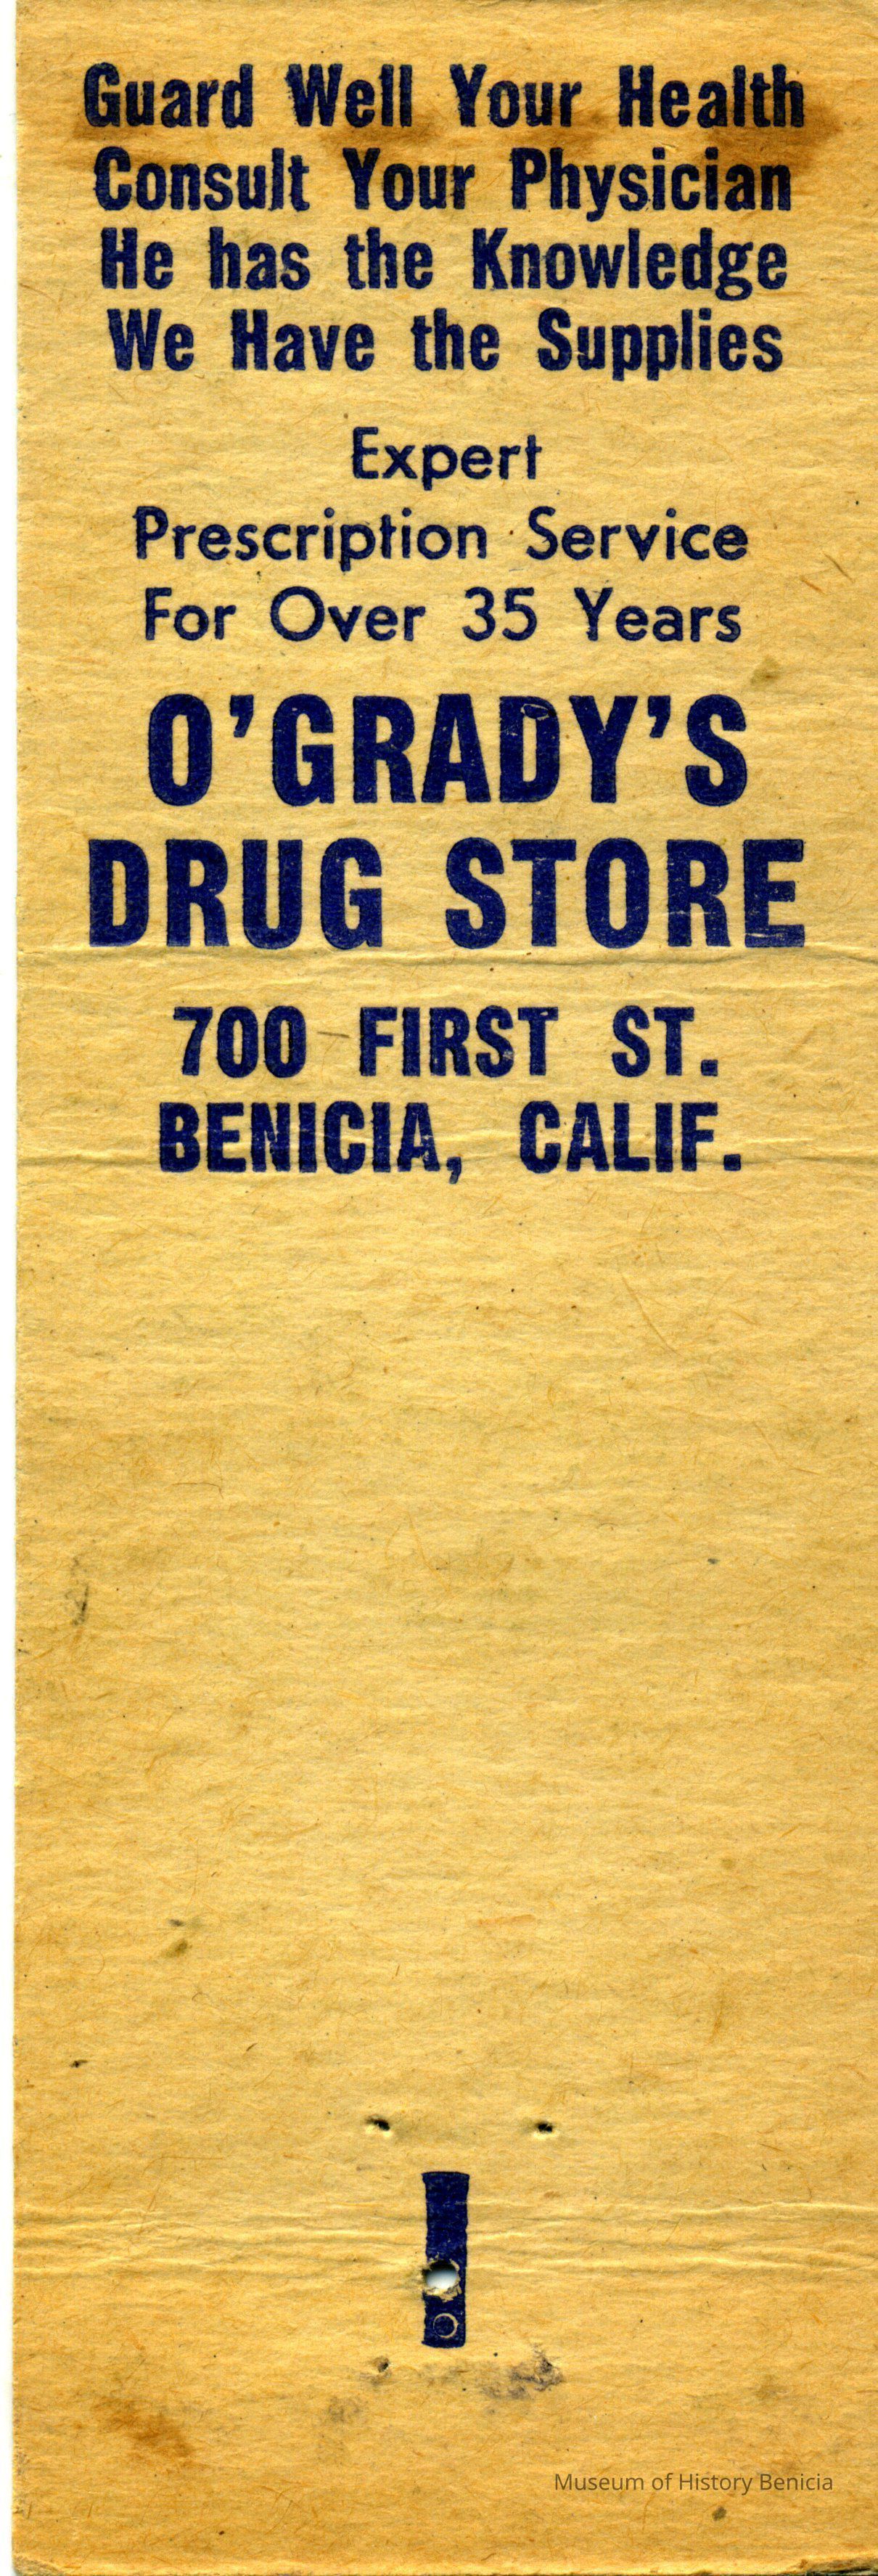 Guard Well Your Health
Consult Your Physician
He has the Knowledge
We Have the Supplies
Expert
Prescription Service
For Over 35 Years
O'GRADY'S
DRUG STORE
700 FIRST ST.
BENICIA, CALIF.
Museum of History Benicia